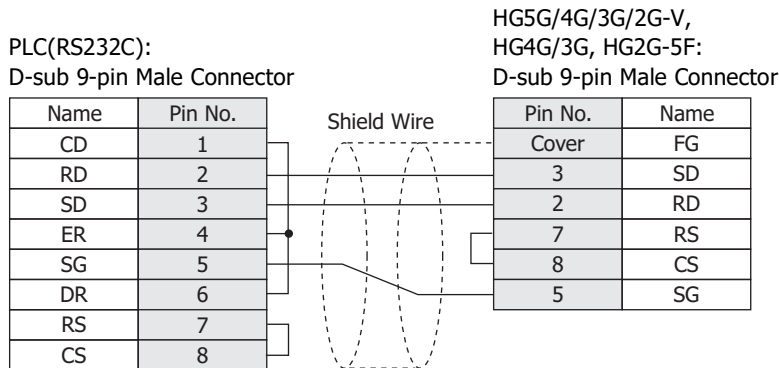 PLC(RS232C):
D-sub 9-pin Male Connector
Name Pin No.
CD 1
RD 2
SD 3
ER 4
SG 5
DR 6
RS 7
CS 8
Shield Wire
HG5G/4G/3G/2G-V,
HG4G/3G, HG2G-5F:
D-sub 9-pin Male Connector
Pin No. Name
Cover FG
3 SD
2 RD
7 RS
8 CS
5 SG